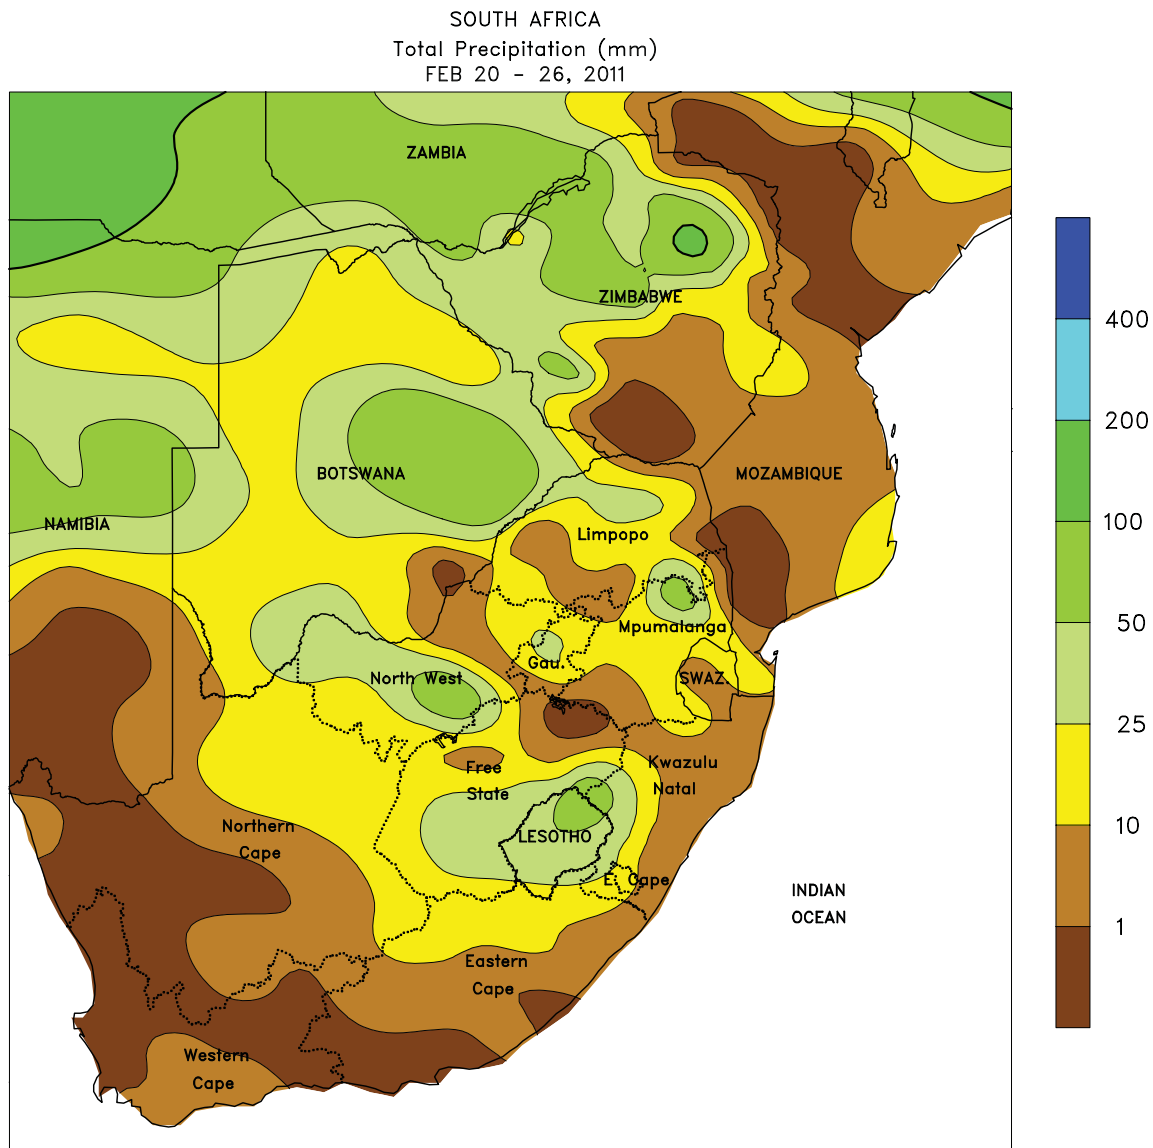 SOUTH AFRICA
Total Precipitation (mm)
FEB 20 - 26, 2011
ZAMBIA
ZIMBABWE
BOTSWANA
MOZAMBIQUE
NAMIBIA
Limpopo
Mpumalanga
Gau.
North West
SWAZ.
Free
State
Kwazulu
Natal
Northern
Cape
LESOTHO
E. Cape
INDIAN
OCEAN
Eastern
Cape
Western
Cape
400
200
100
50
25
10
1